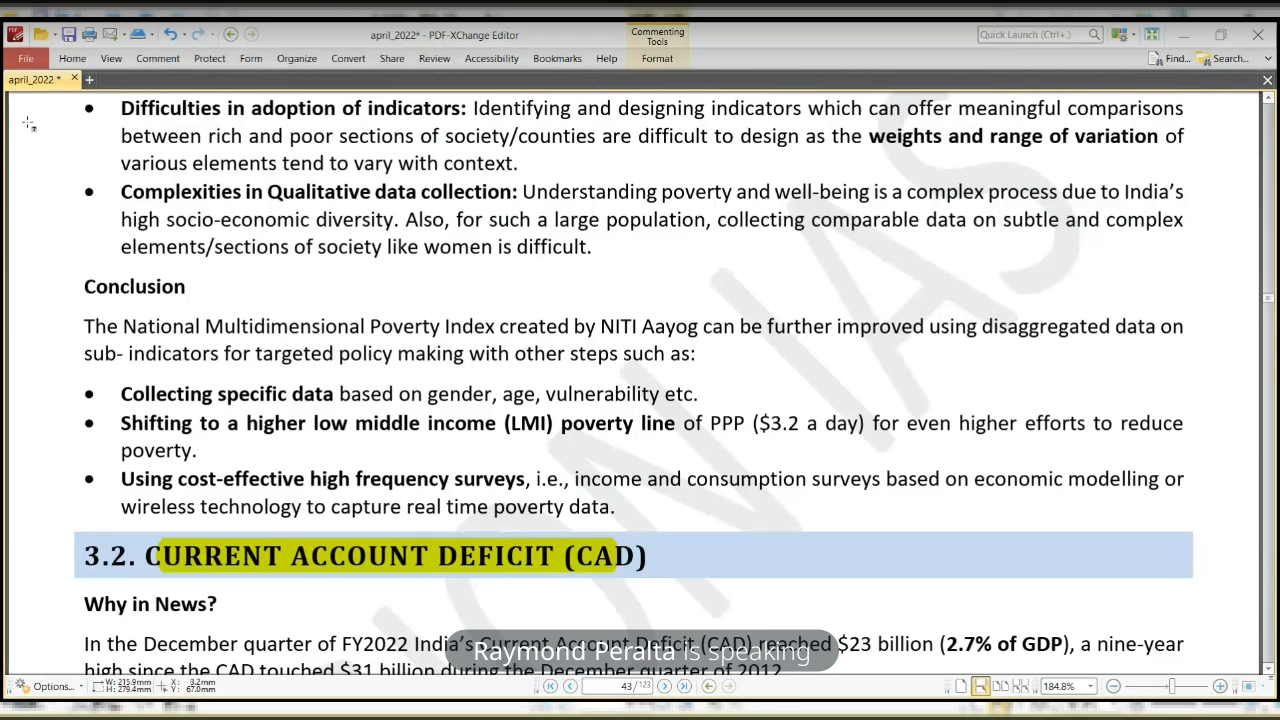 april_2022* - PDF-XChange Editor
Commenting Tools
Quick Launch (Ctrl+.)
File Home View Comment Protect Form Organize Convert Share Review Accessibility Bookmarks Help Format
Find... Search...
april_2022 *
• Difficulties in adoption of indicators: Identifying and designing indicators which can offer meaningful comparisons
between rich and poor sections of society/counties are difficult to design as the weights and range of variation of
various elements tend to vary with context.
• Complexities in Qualitative data collection: Understanding poverty and well-being is a complex process due to India’s
high socio-economic diversity. Also, for such a large population, collecting comparable data on subtle and complex
elements/sections of society like women is difficult.
Conclusion
The National Multidimensional Poverty Index created by NITI Aayog can be further improved using disaggregated data on
sub- indicators for targeted policy making with other steps such as:
• Collecting specific data based on gender, age, vulnerability etc.
• Shifting to a higher low middle income (LMI) poverty line of PPP ($3.2 a day) for even higher efforts to reduce
poverty.
• Using cost-effective high frequency surveys, i.e., income and consumption surveys based on economic modelling or
wireless technology to capture real time poverty data.
3.2. CURRENT ACCOUNT DEFICIT (CAD)
Why in News?
In the December quarter of FY2022 India’s Current Account Deficit (CAD) reached $23 billion (2.7% of GDP), a nine-year
high since the CAD touched $31 billion during the December quarter of 2012.
Raymond Peralta is speaking
ION IAS
Options... W: 215.9mm H: 279.4mm X: 3.2mm Y: 67.0mm 43 / 123 184.8%